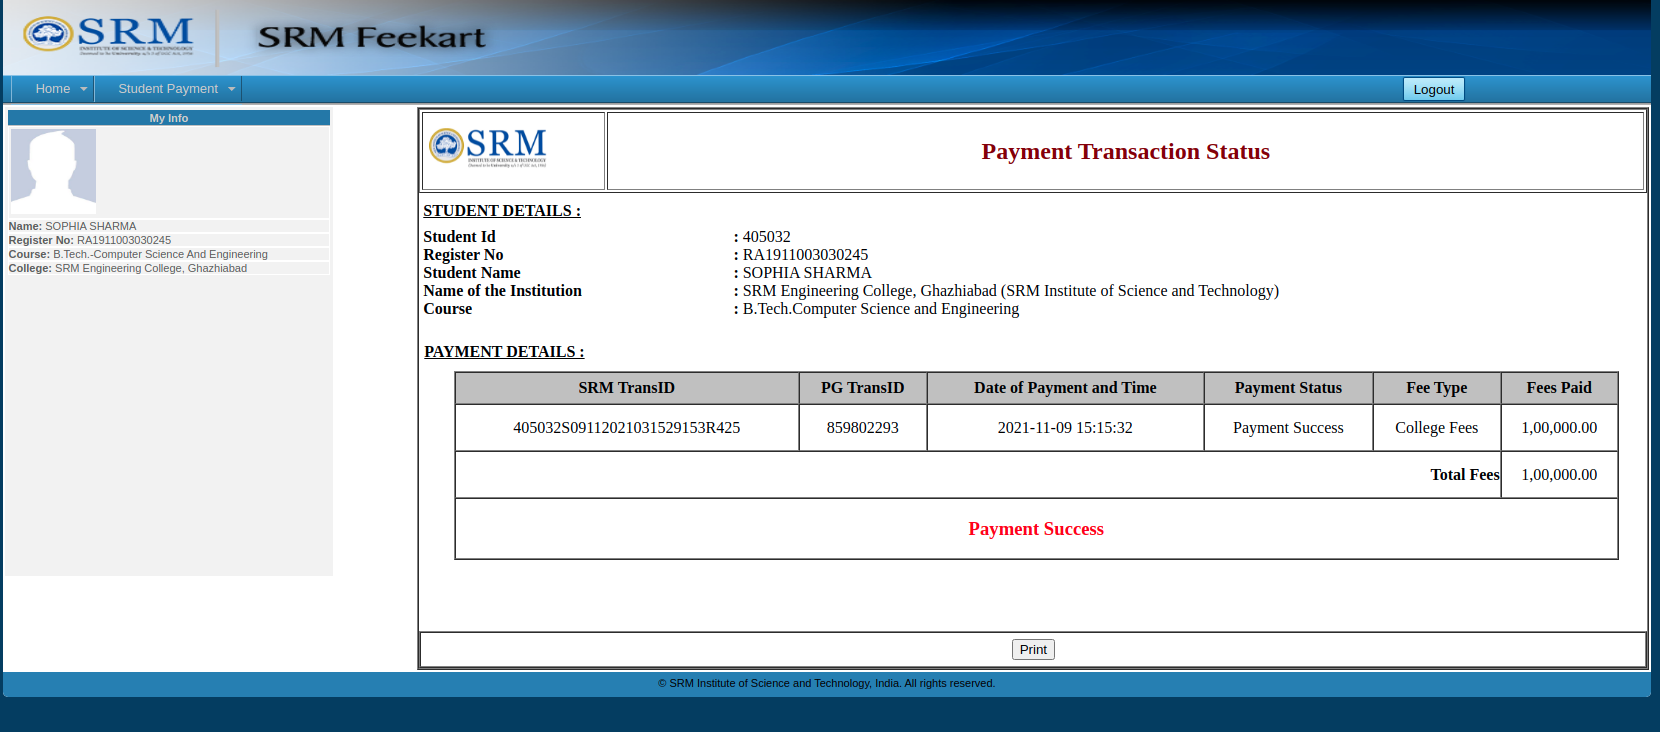 SRM
INSTITUTE OF SCIENCE & TECHNOLOGY
SRM Feekart
Home
Student Payment
Logout
My Info
Name: SOPHIA SHARMA
Register No: RA1911003030245
Course: B.Tech.-Computer Science And Engineering
College: SRM Engineering College, Ghazhiabad
SRM
INSTITUTE OF SCIENCE & TECHNOLOGY
Payment Transaction Status
STUDENT DETAILS :
Student Id : 405032
Register No : RA1911003030245
Student Name : SOPHIA SHARMA
Name of the Institution : SRM Engineering College, Ghazhiabad (SRM Institute of Science and Technology)
Course : B.Tech.Computer Science and Engineering
PAYMENT DETAILS :
SRM TransID PG TransID Date of Payment and Time Payment Status Fee Type Fees Paid
405032S09112021031529153R425 859802293 2021-11-09 15:15:32 Payment Success College Fees 1,00,000.00
Total Fees 1,00,000.00
Payment Success
Print
© SRM Institute of Science and Technology, India. All rights reserved.